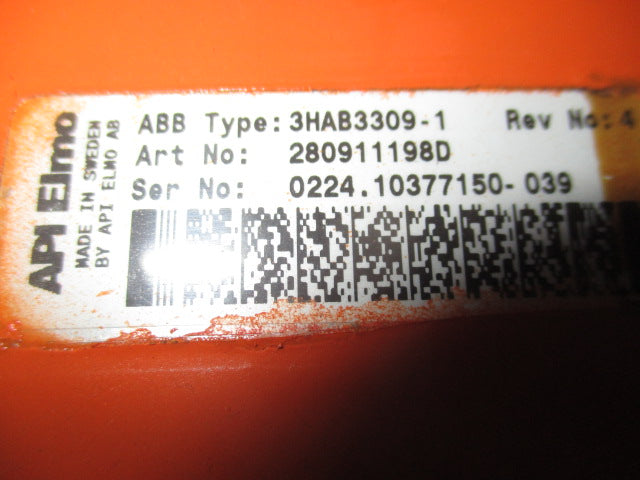 API Elmo
MADE IN SWEDEN
BY API ELMO AB
ABB Type: 3HAB3309-1 Rev No: 4
Art No: 280911198D
Ser No: 0224.10377150-039